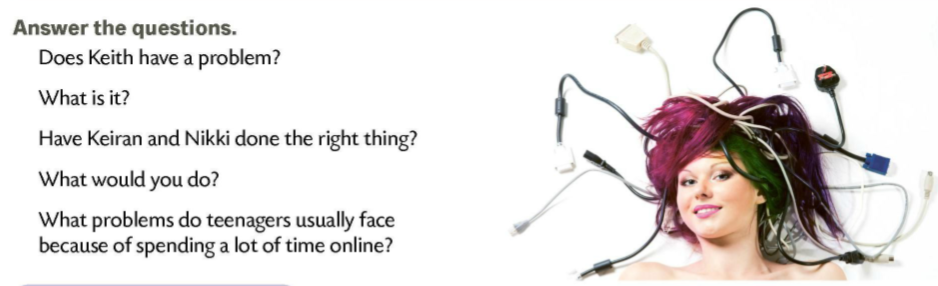 Answer the questions.
Does Keith have a problem?
What is it?
Have Keiran and Nikki done the right thing?
What would you do?
What problems do teenagers usually face
because of spending a lot of time online?